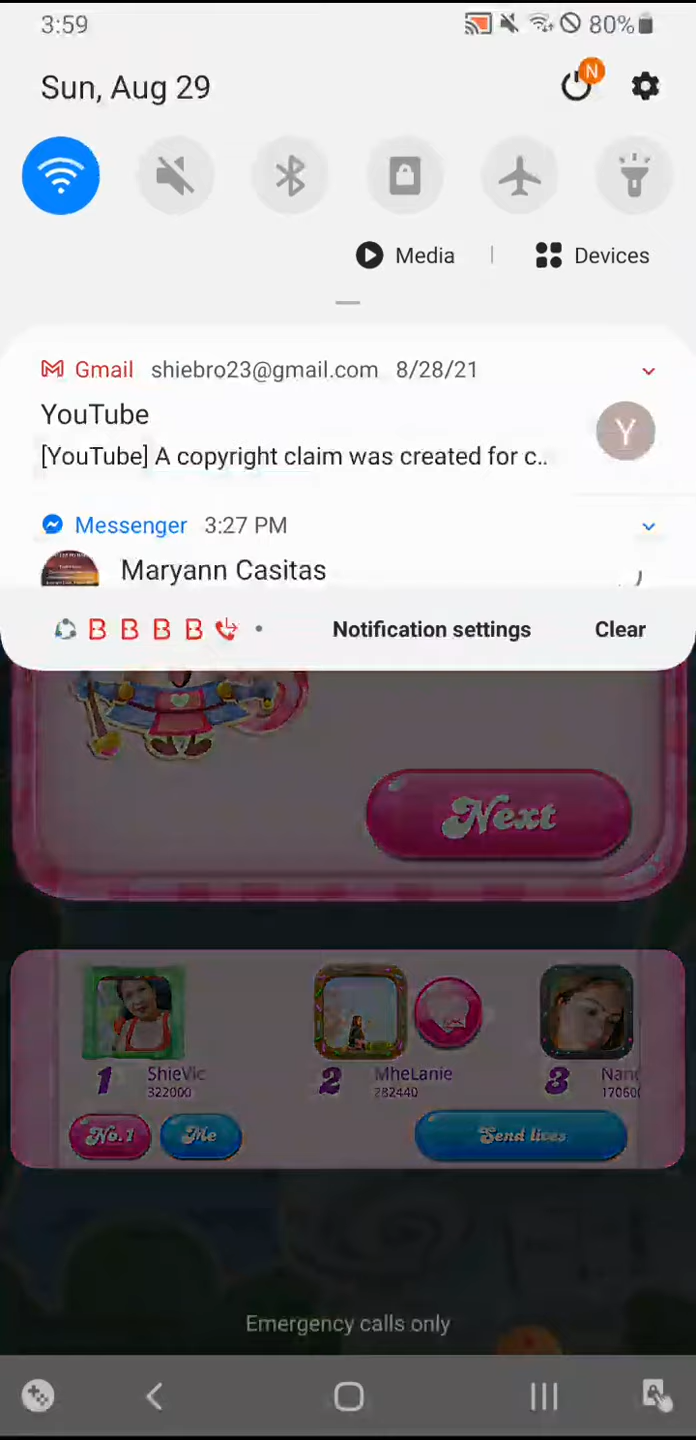 3:59 80%
Sun, Aug 29 N
Media | Devices
Gmail shiebro23@gmail.com 8/28/21
YouTube
[YouTube] A copyright claim was created for c..
Y
Messenger 3:27 PM
Maryann Casitas
B B B B • Notification settings Clear
Next
1 ShieVic 2 MheLanie 3
322000 282440
No.1 Me Send lives
Emergency calls only